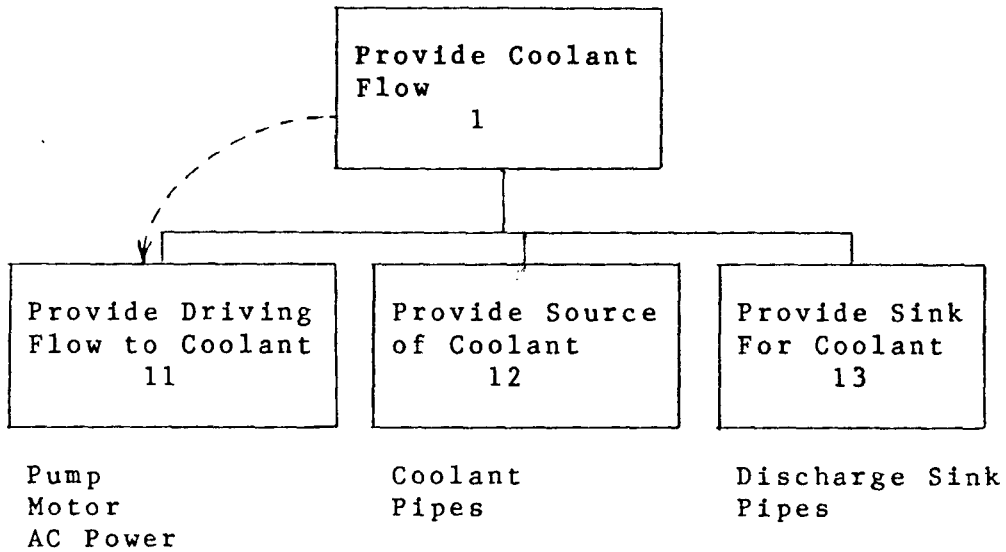 Provide Coolant
Flow
1
Provide Driving
Flow to Coolant
11
Provide Source
of Coolant
12
Provide Sink
For Coolant
13
Pump
Motor
AC Power
Coolant
Pipes
Discharge Sink
Pipes